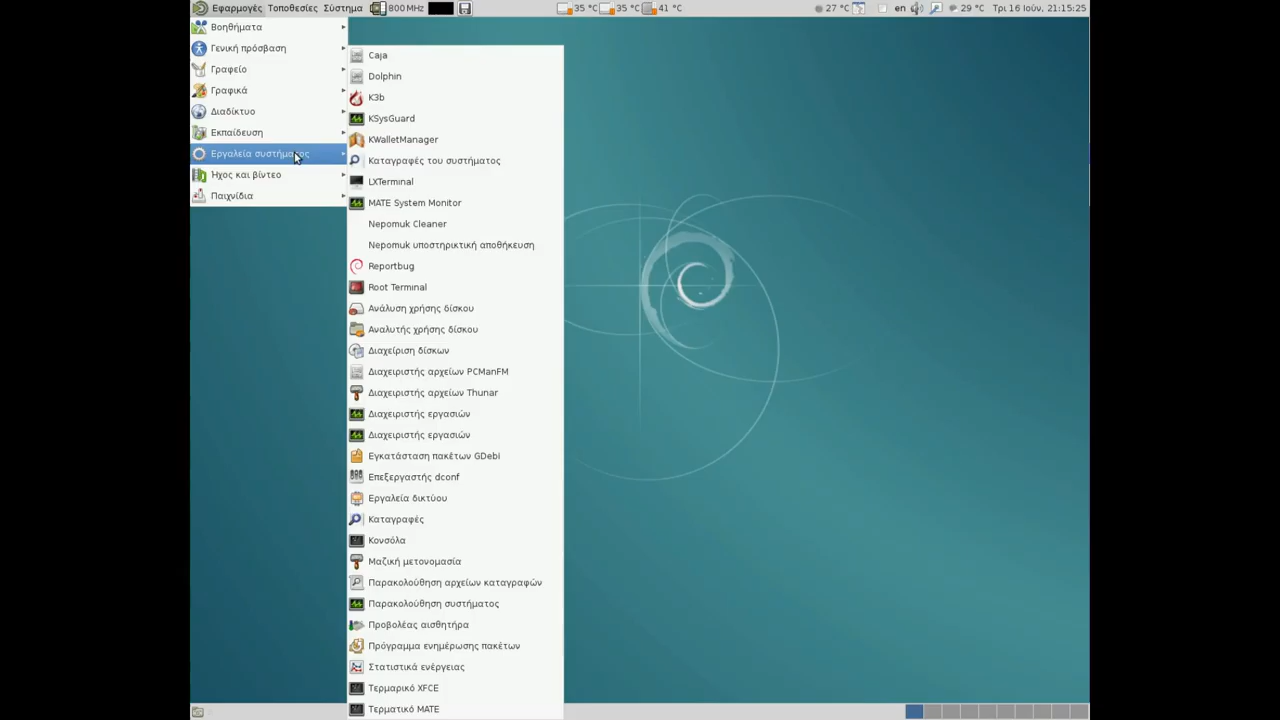 Εφαρμογές Τοποθεσίες Σύστημα 800 MHz 35 °C 35 °C 41 °C 27 °C en 29 °C Τρι 16 Ιούν, 21:15:25
Βοηθήματα
Γενική πρόσβαση
Γραφείο
Γραφικά
Διαδίκτυο
Εκπαίδευση
Εργαλεία συστήματος
Ήχος και βίντεο
Παιχνίδια
Caja
Dolphin
K3b
KSysGuard
KWalletManager
Καταγραφές του συστήματος
LXTerminal
MATE System Monitor
Nepomuk Cleaner
Nepomuk υποστηρικτική αποθήκευση
Reportbug
Root Terminal
Ανάλυση χρήσης δίσκου
Αναλυτής χρήσης δίσκου
Διαχείριση δίσκων
Διαχειριστής αρχείων PCManFM
Διαχειριστής αρχείων Thunar
Διαχειριστής εργασιών
Διαχειριστής εργασιών
Εγκατάσταση πακέτων GDebi
Επεξεργαστής dconf
Εργαλεία δικτύου
Καταγραφές
Κονσόλα
Μαζική μετονομασία
Παρακολούθηση αρχείων καταγραφών
Παρακολούθηση συστήματος
Προβολέας αισθητήρα
Πρόγραμμα ενημέρωσης πακέτων
Στατιστικά ενέργειας
Τερμαρικό XFCE
Τερματικό MATE